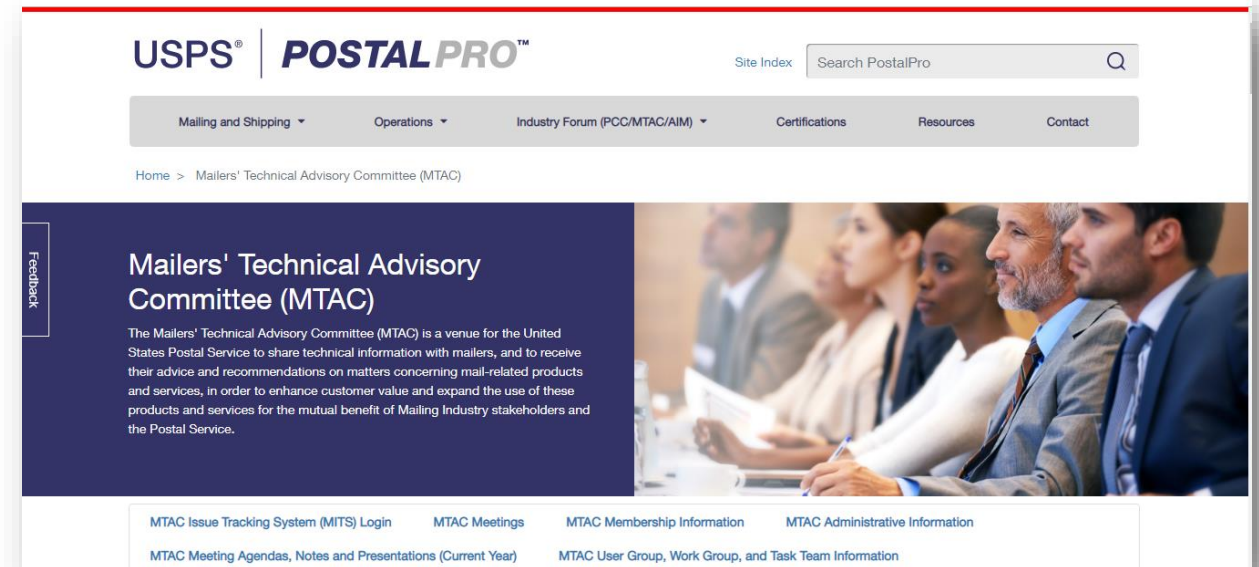 USPS® POSTALPRO™
Site Index Search PostalPro
Mailing and Shipping Operations Industry Forum (PCC/MTAC/AIM) Certifications Resources Contact
Home > Mailers' Technical Advisory Committee (MTAC)
Feedback
Mailers' Technical Advisory
Committee (MTAC)
The Mailers' Technical Advisory Committee (MTAC) is a venue for the United
States Postal Service to share technical information with mailers, and to receive
their advice and recommendations on matters concerning mail-related products
and services, in order to enhance customer value and expand the use of these
products and services for the mutual benefit of Mailing Industry stakeholders and
the Postal Service.
MTAC Issue Tracking System (MITS) Login MTAC Meetings MTAC Membership Information MTAC Administrative Information
MTAC Meeting Agendas, Notes and Presentations (Current Year) MTAC User Group, Work Group, and Task Team Information